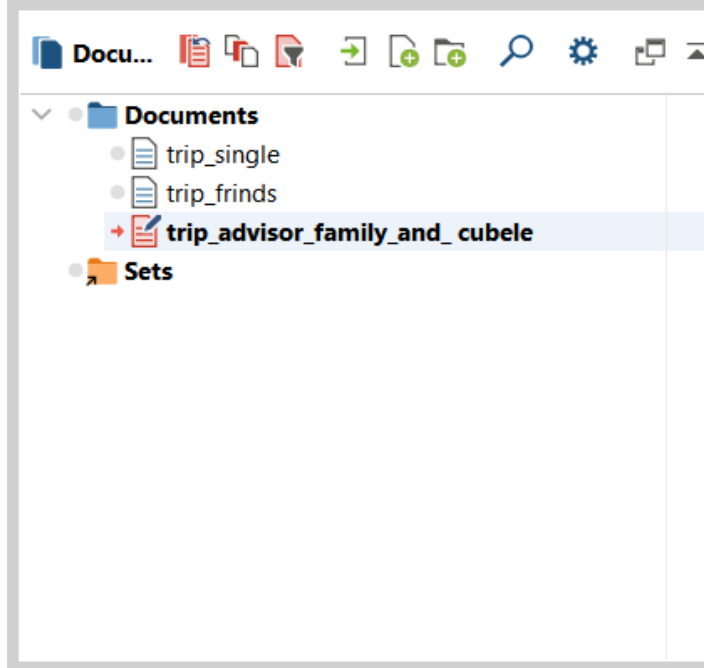 Docu...
Documents
trip_single
trip_frinds
trip_advisor_family_and_ cubele
Sets